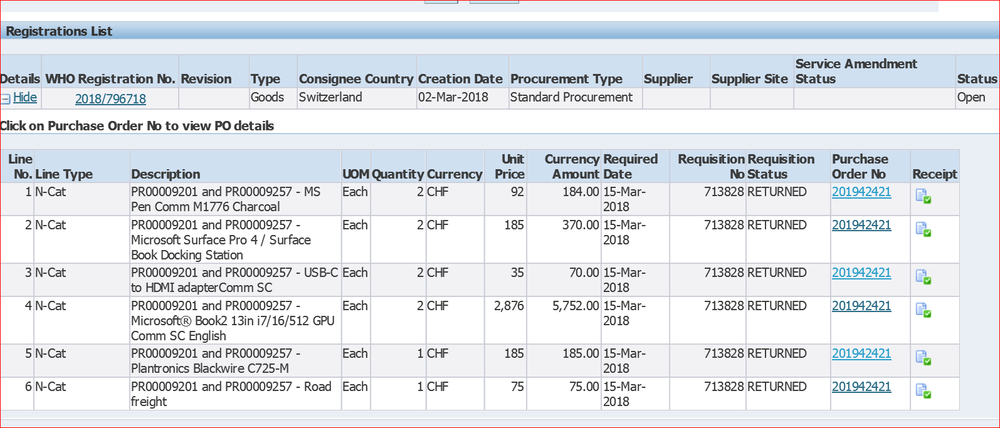 Registrations List
Details WHO Registration No. Revision Type Consignee Country Creation Date Procurement Type Supplier Supplier Site Service Amendment Status Status
Hide 2018/796718 Goods Switzerland 02-Mar-2018 Standard Procurement Open
Click on Purchase Order No to view PO details
Line No. Line Type Description UOM Quantity Currency Unit Price Currency Amount Required Date Requisition No Requisition Status Purchase Order No Receipt
1 N-Cat PR00009201 and PR00009257 - MS Pen Comm M1776 Charcoal Each 2 CHF 92 184.00 15-Mar-2018 713828 RETURNED 201942421
2 N-Cat PR00009201 and PR00009257 - Microsoft Surface Pro 4 / Surface Book Docking Station Each 2 CHF 185 370.00 15-Mar-2018 713828 RETURNED 201942421
3 N-Cat PR00009201 and PR00009257 - USB-C to HDMI adapterComm SC Each 2 CHF 35 70.00 15-Mar-2018 713828 RETURNED 201942421
4 N-Cat PR00009201 and PR00009257 - Microsoft® Book2 13in i7/16/512 GPU Comm SC English Each 2 CHF 2,876 5,752.00 15-Mar-2018 713828 RETURNED 201942421
5 N-Cat PR00009201 and PR00009257 - Plantronics Blackwire C725-M Each 1 CHF 185 185.00 15-Mar-2018 713828 RETURNED 201942421
6 N-Cat PR00009201 and PR00009257 - Road freight Each 1 CHF 75 75.00 15-Mar-2018 713828 RETURNED 201942421